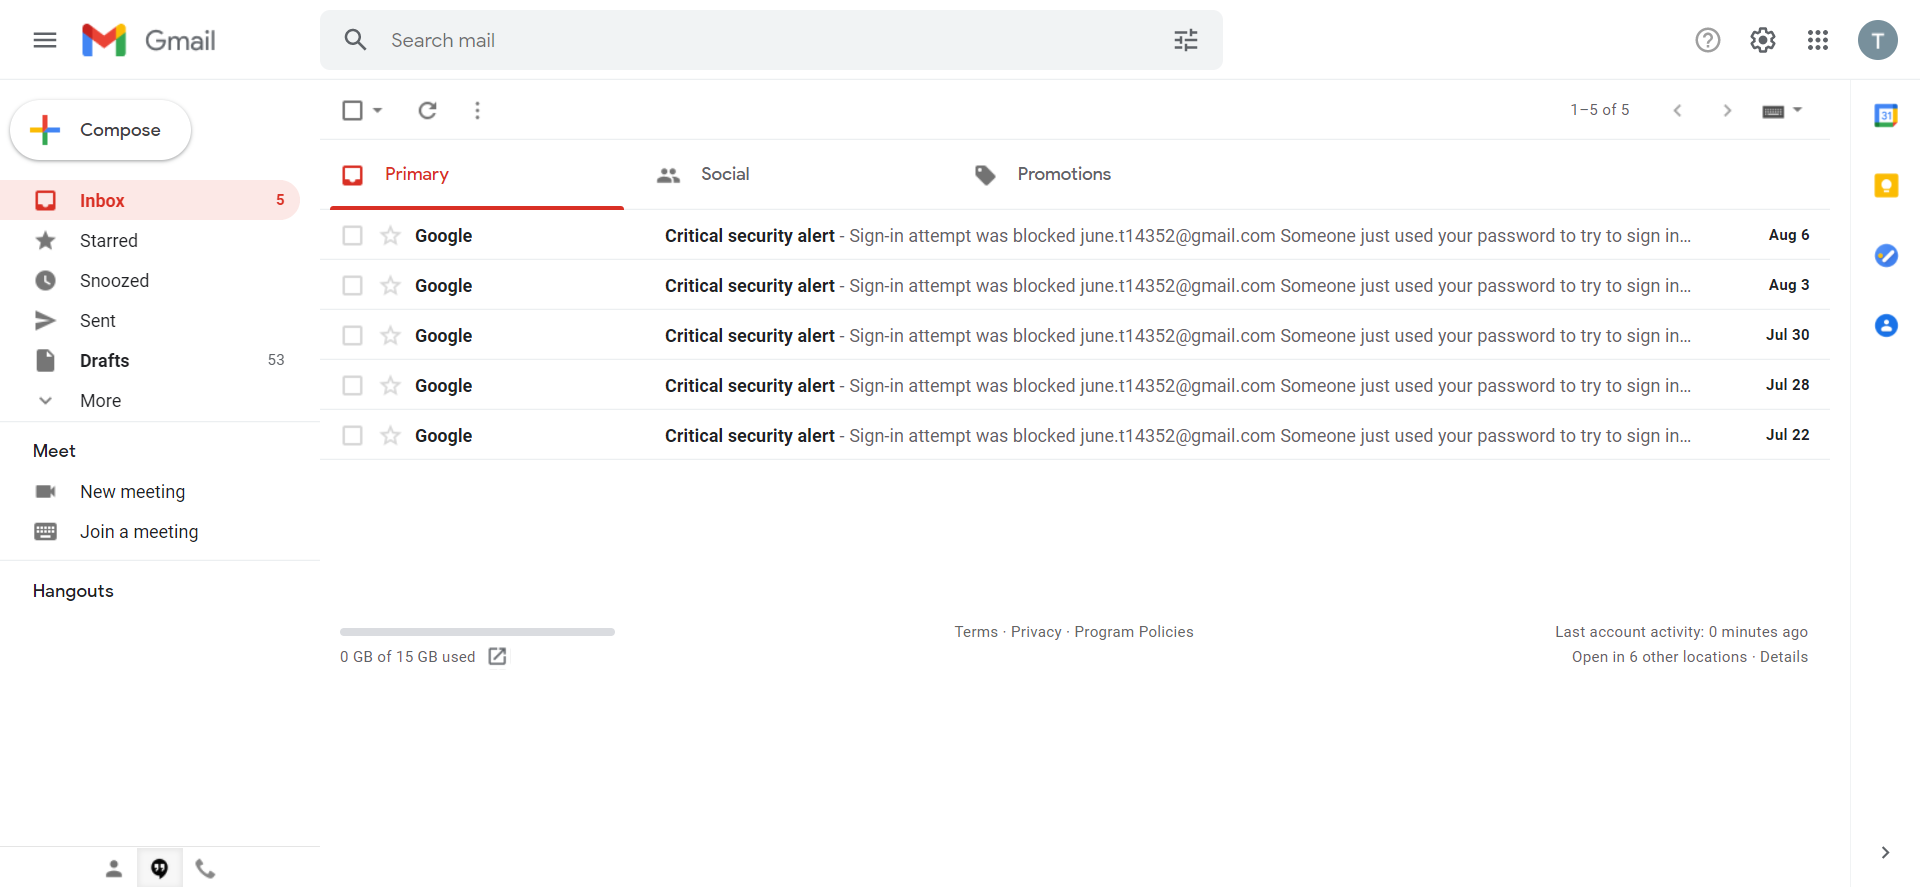 Gmail
Search mail
T
Compose
1–5 of 5
31
Primary
Social
Promotions
Inbox 5
Starred
Snoozed
Sent
Drafts 53
More
Google Critical security alert - Sign-in attempt was blocked june.t14352@gmail.com Someone just used your password to try to sign in… Aug 6
Google Critical security alert - Sign-in attempt was blocked june.t14352@gmail.com Someone just used your password to try to sign in… Aug 3
Google Critical security alert - Sign-in attempt was blocked june.t14352@gmail.com Someone just used your password to try to sign in… Jul 30
Google Critical security alert - Sign-in attempt was blocked june.t14352@gmail.com Someone just used your password to try to sign in… Jul 28
Google Critical security alert - Sign-in attempt was blocked june.t14352@gmail.com Someone just used your password to try to sign in… Jul 22
Meet
New meeting
Join a meeting
Hangouts
0 GB of 15 GB used
Terms · Privacy · Program Policies
Last account activity: 0 minutes ago
Open in 6 other locations · Details